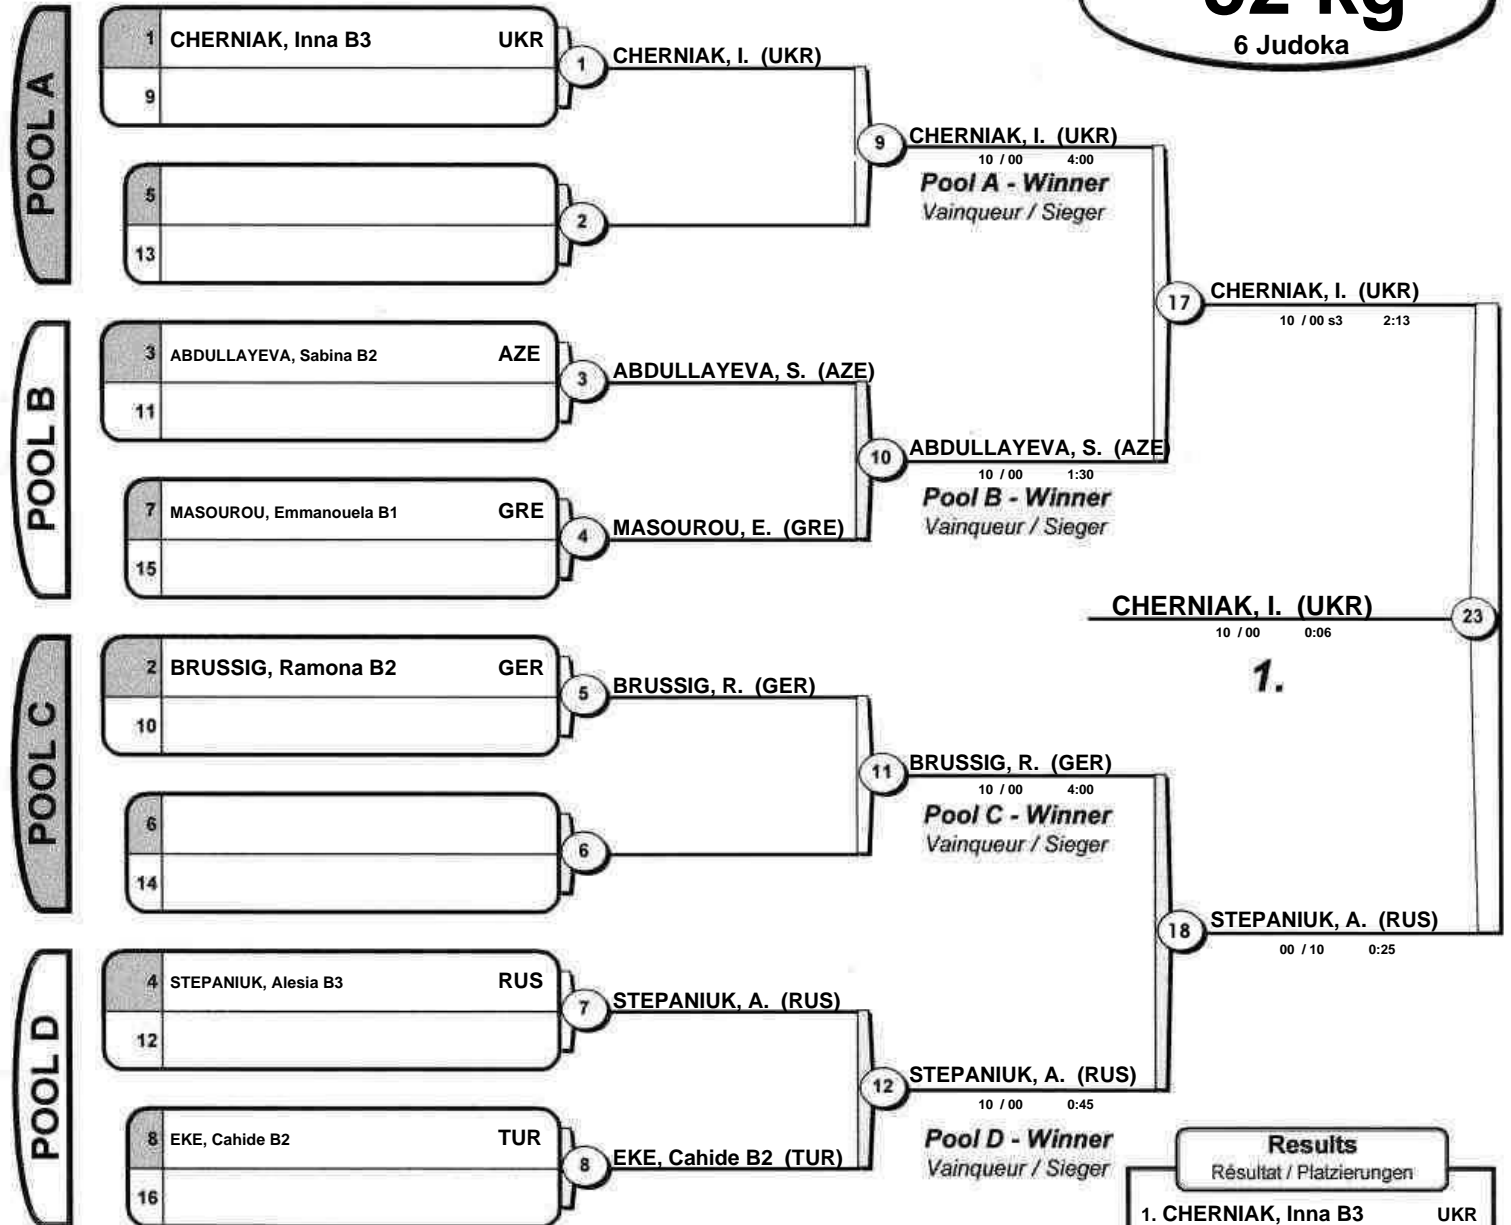 52 kg
6 Judoka
POOL A
1 CHERNIAK, Inna B3 UKR
9
5
13
1
2
CHERNIAK, I. (UKR)
9
CHERNIAK, I. (UKR)
10 / 00 4:00
Pool A - Winner
Vainqueur / Sieger
POOL B
3 ABDULLAYEVA, Sabina B2 AZE
11
7 MASOUROU, Emmanouela B1 GRE
15
3
4
ABDULLAYEVA, S. (AZE)
MASOUROU, E. (GRE)
10
ABDULLAYEVA, S. (AZE)
10 / 00 1:30
Pool B - Winner
Vainqueur / Sieger
17
CHERNIAK, I. (UKR)
10 / 00 s3 2:13
CHERNIAK, I. (UKR)
10 / 00 0:06
1.
23
POOL C
2 BRUSSIG, Ramona B2 GER
10
6
14
5
6
BRUSSIG, R. (GER)
11
BRUSSIG, R. (GER)
10 / 00 4:00
Pool C - Winner
Vainqueur / Sieger
POOL D
4 STEPANIUK, Alesia B3 RUS
12
8 EKE, Cahide B2 TUR
16
7
8
STEPANIUK, A. (RUS)
EKE, Cahide B2 (TUR)
12
STEPANIUK, A. (RUS)
10 / 00 0:45
Pool D - Winner
Vainqueur / Sieger
18
STEPANIUK, A. (RUS)
00 / 10 0:25
Results
Résultat / Platzierungen
1. CHERNIAK, Inna B3 UKR